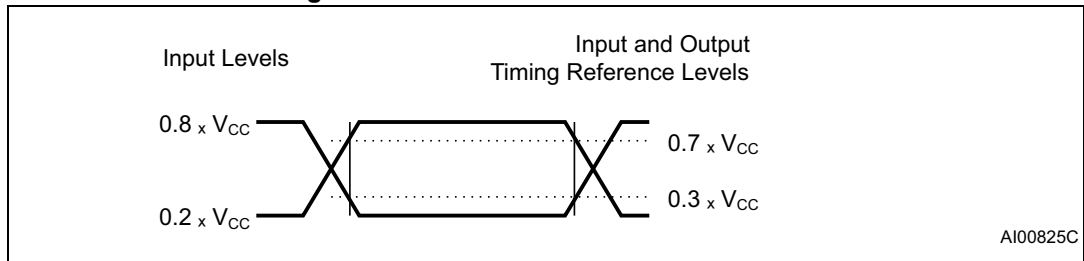 Input Levels
Input and Output
Timing Reference Levels
0.8 x VCC
0.7 x VCC
0.3 x VCC
0.2 x VCC
AI00825C